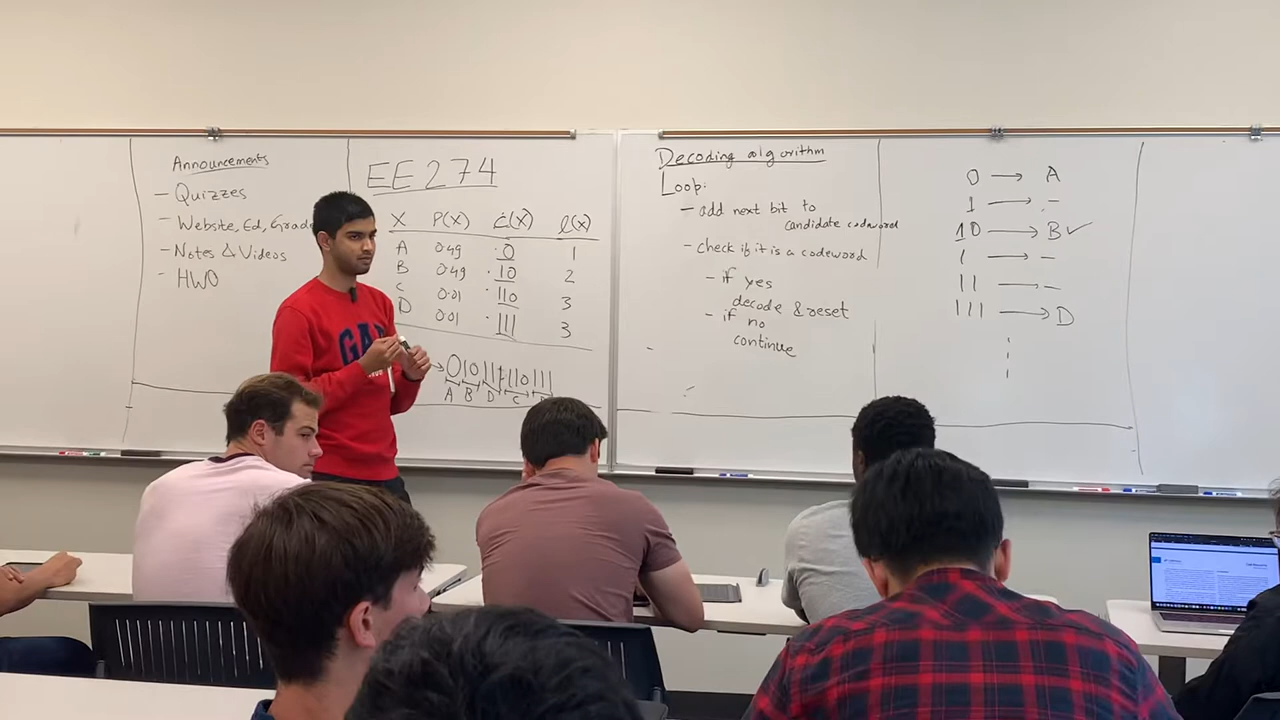 Announcements
- Quizzes
- Website, Ed, Grade
- Notes & Videos
- HW0
EE 274
X P(X) C(X) l(X)
A 0.49 0 1
B 0.49 10 2
C 0.01 110 3
D 0.01 111 3
010111110111
A B D C
GAP
Decoding algorithm
Loop:
- add next bit to
candidate codeword
- check if it is a codeword
- if yes
decode & reset
- if no
continue
0 → A
1 → -
10 → B ✓
1 → -
11 → -
111 → D